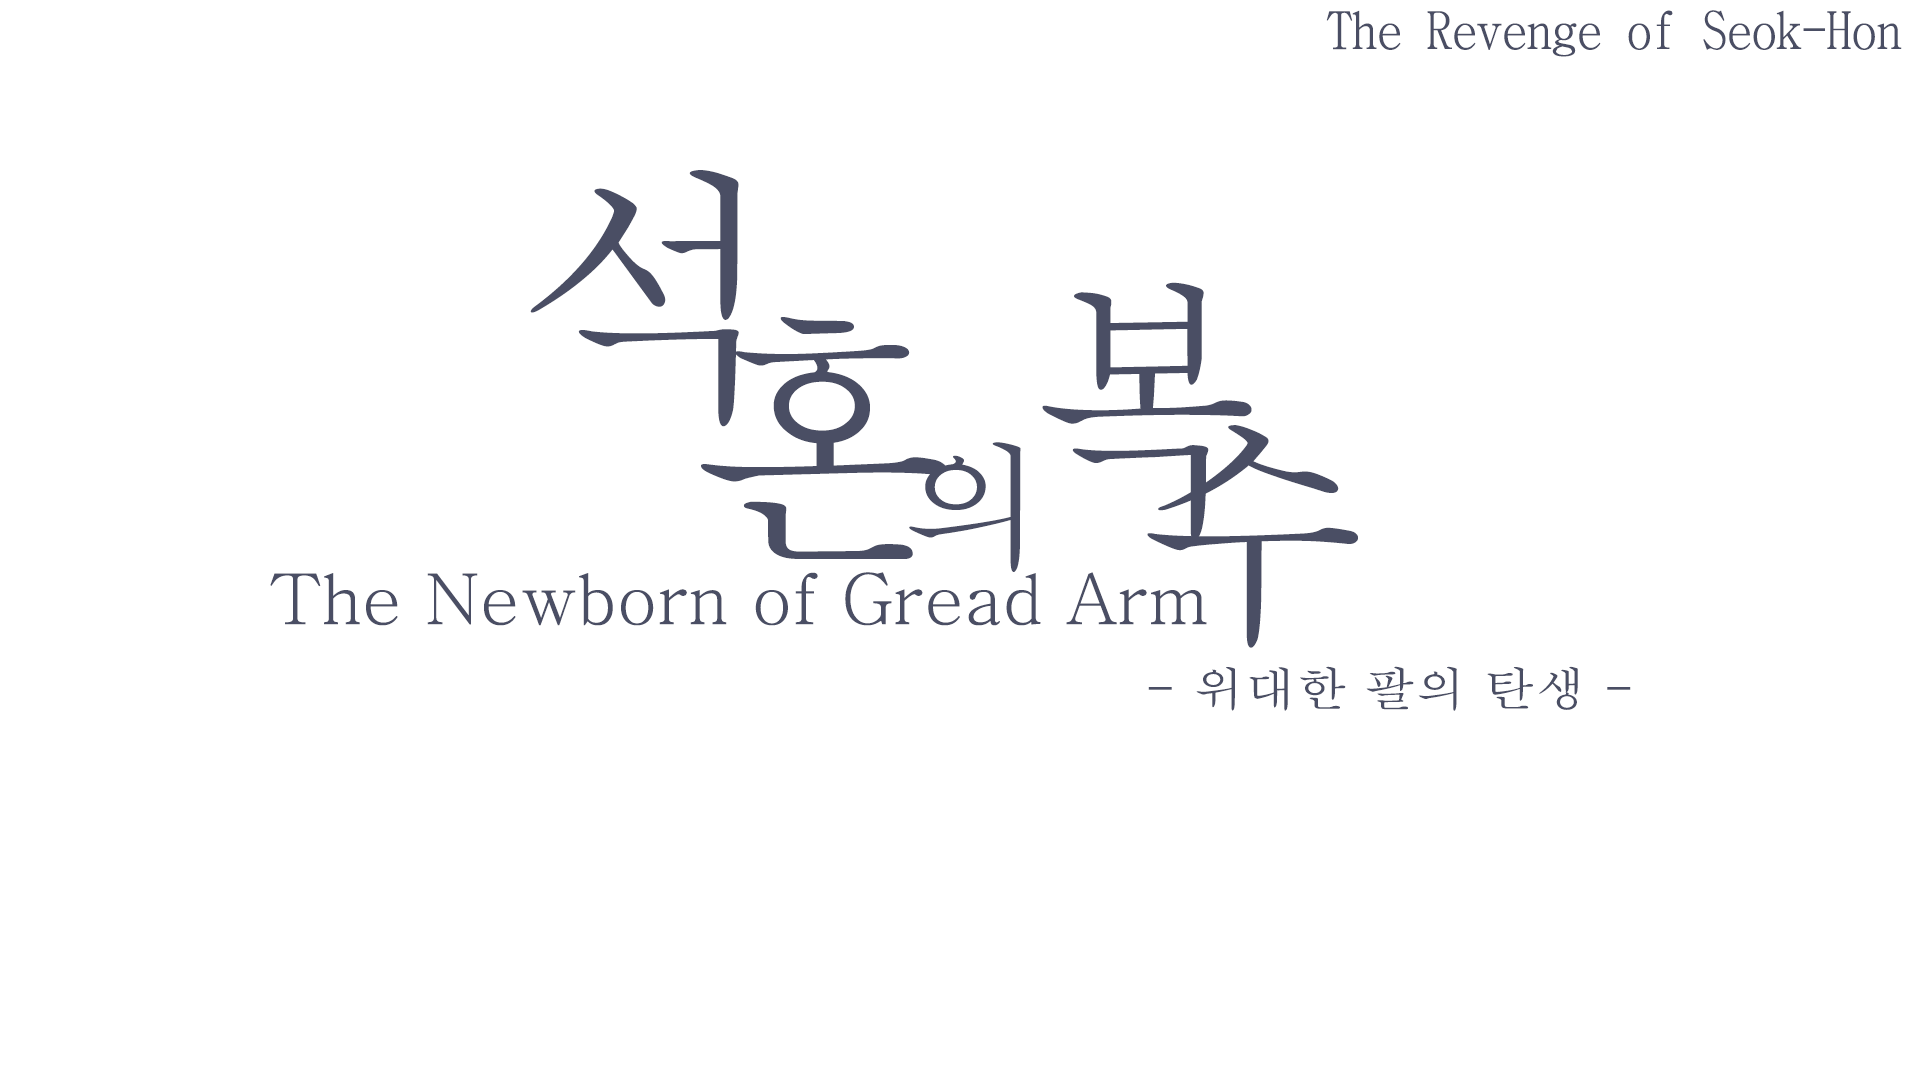 The Revenge of Seok-Hon
석혼의 복수
The Newborn of Gread Arm
- 위대한 팔의 탄생 -